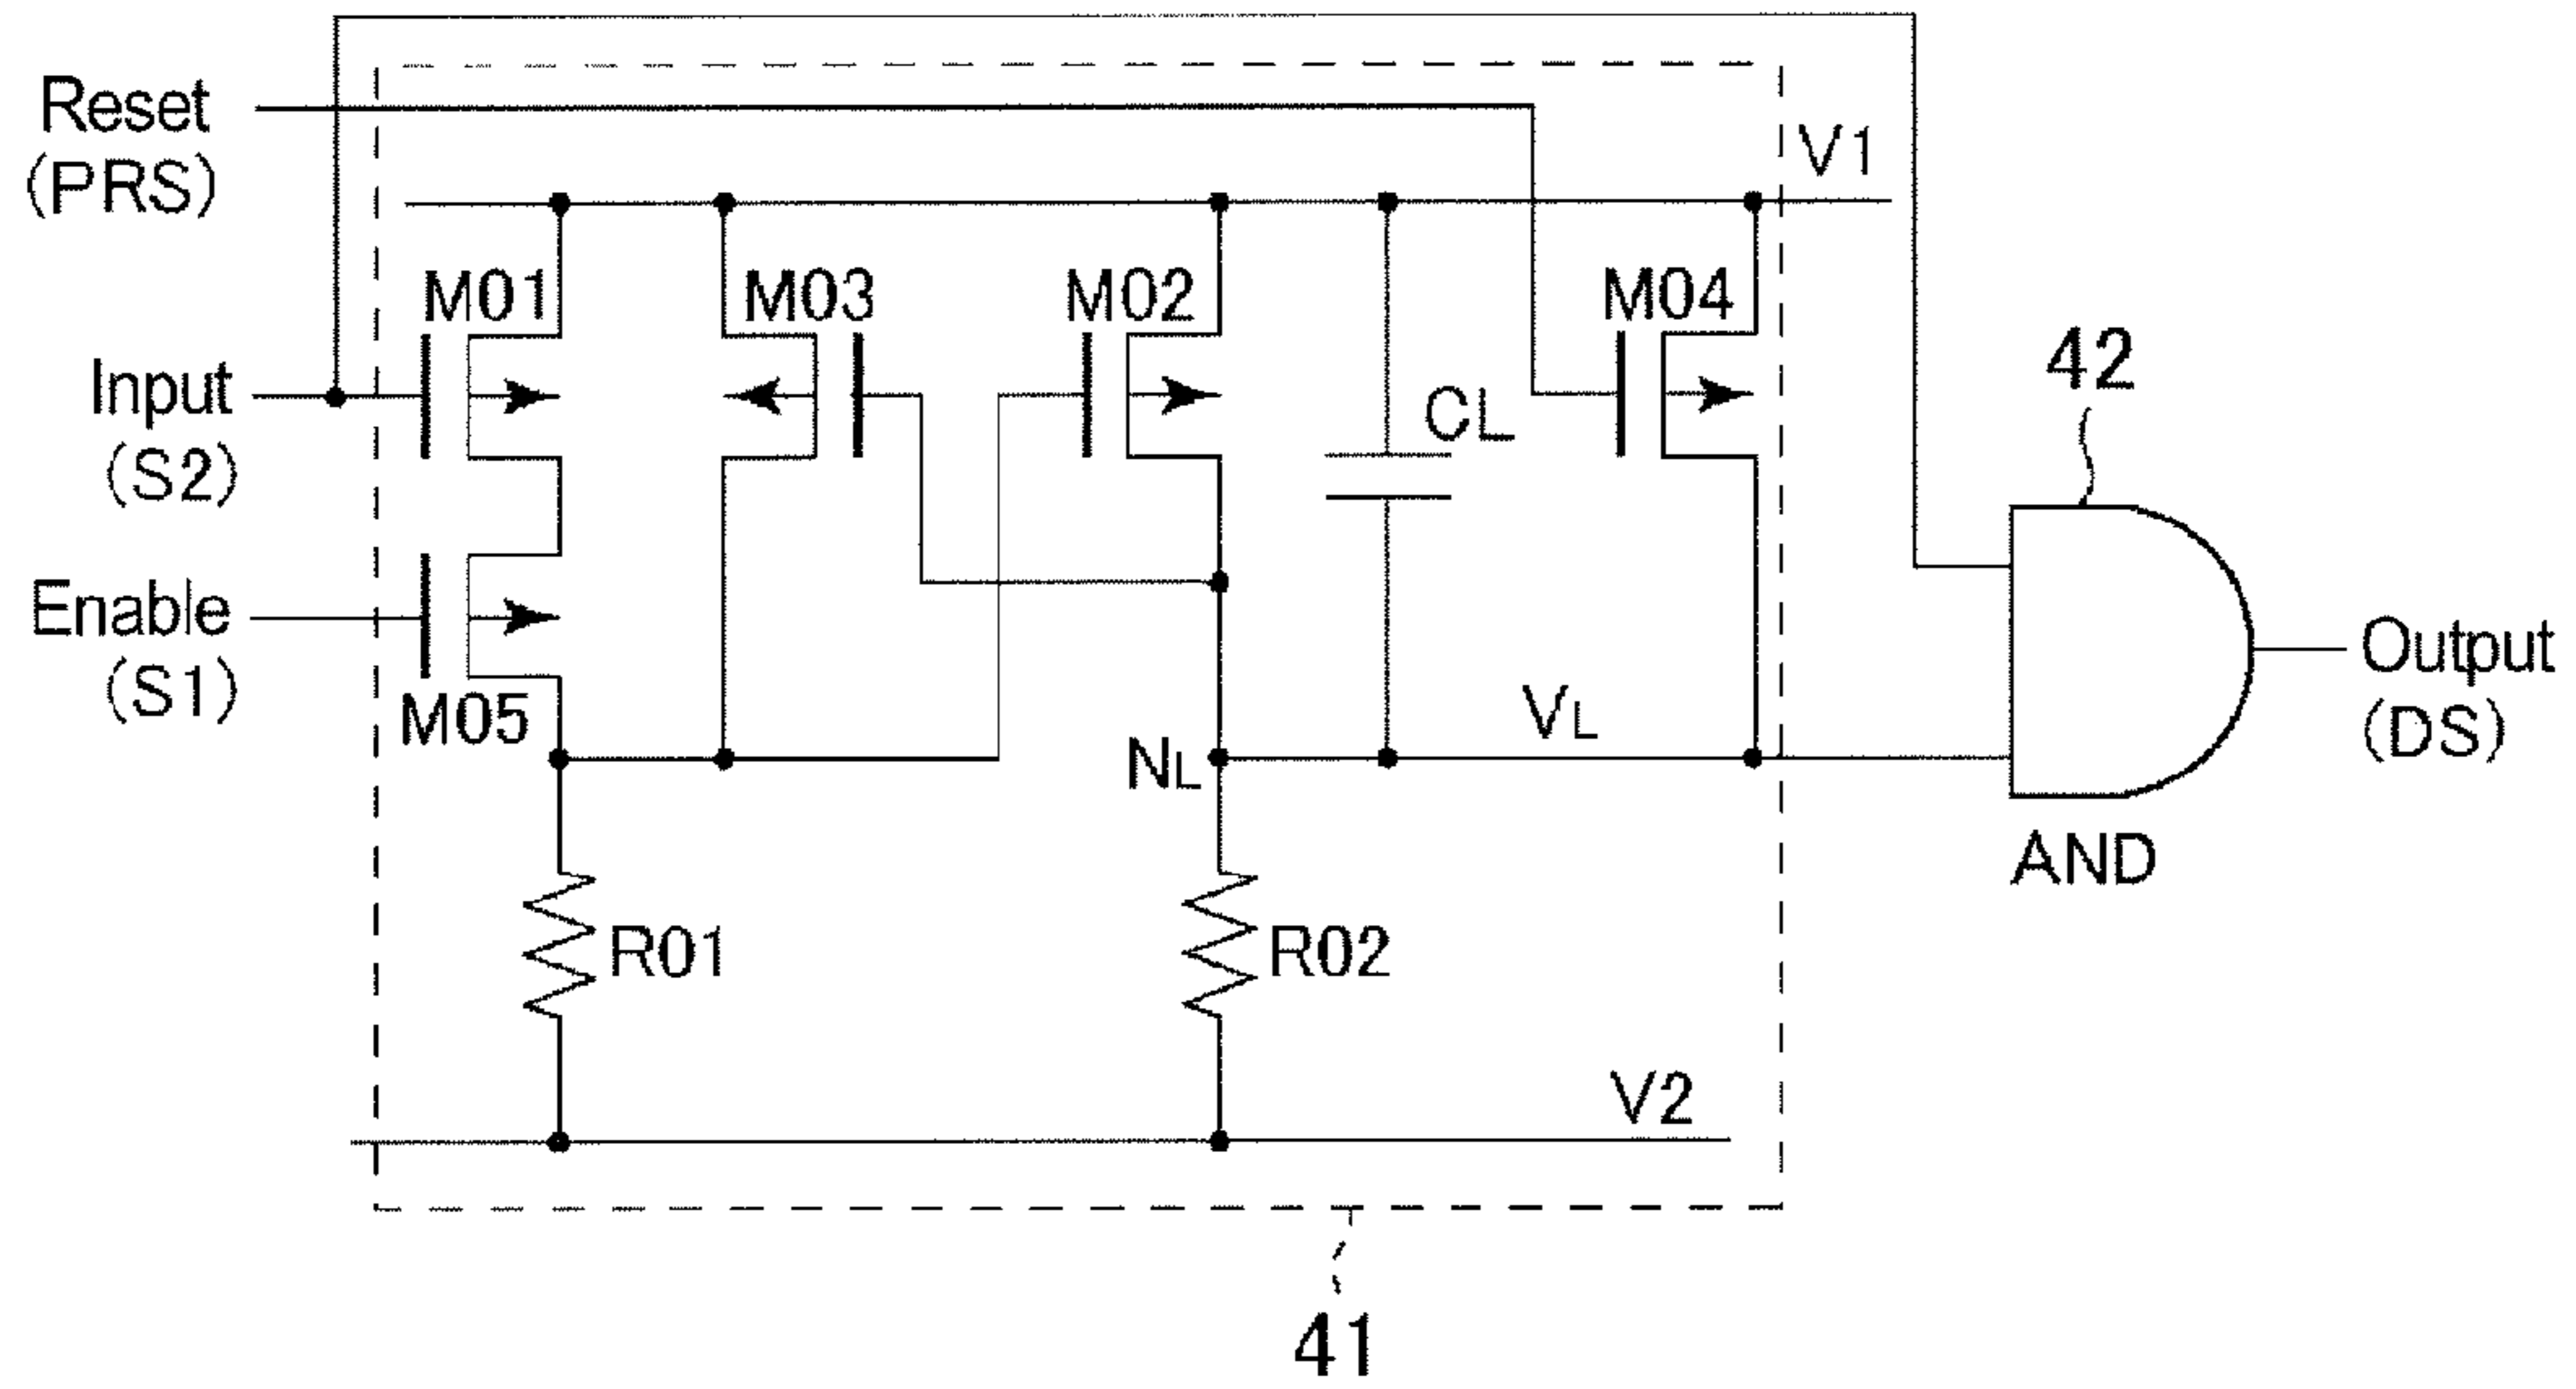 Reset
(PRS)
V1
M01
M03
M02
M04
Input
(S2)
CL
42
Enable
(S1)
M05
NL
VL
Output
(DS)
AND
R01
R02
V2
41